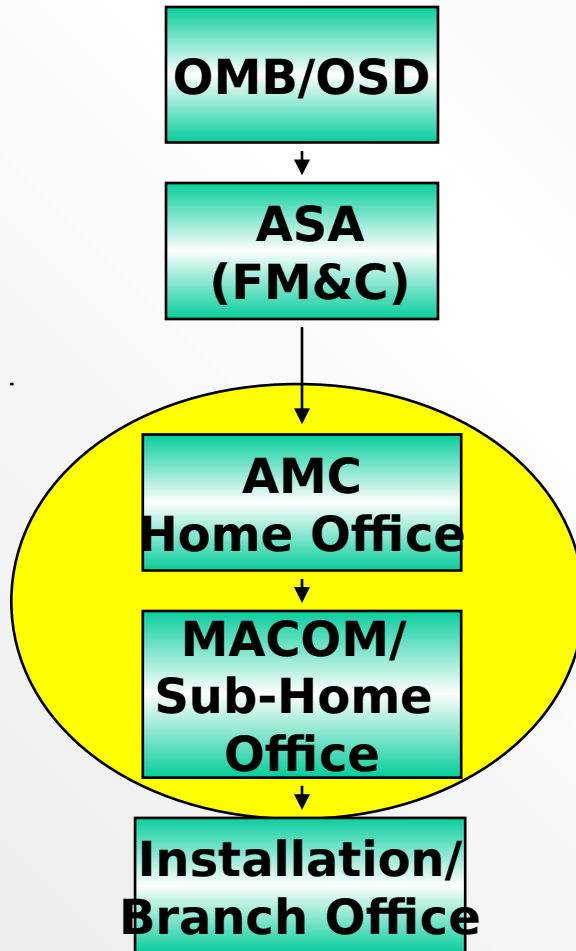 OMB/OSD
ASA
(FM&C)
AMC
Home Office
MACOM/
Sub-Home
Office
Installation/
Branch Office